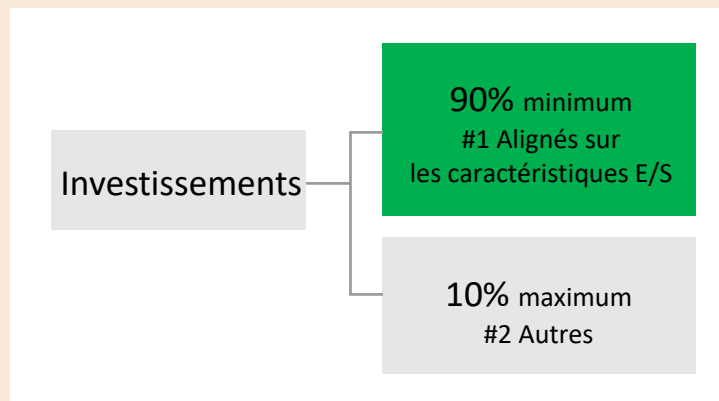 Investissements
90% minimum
#1 Alignés sur
les caractéristiques E/S
10% maximum
#2 Autres